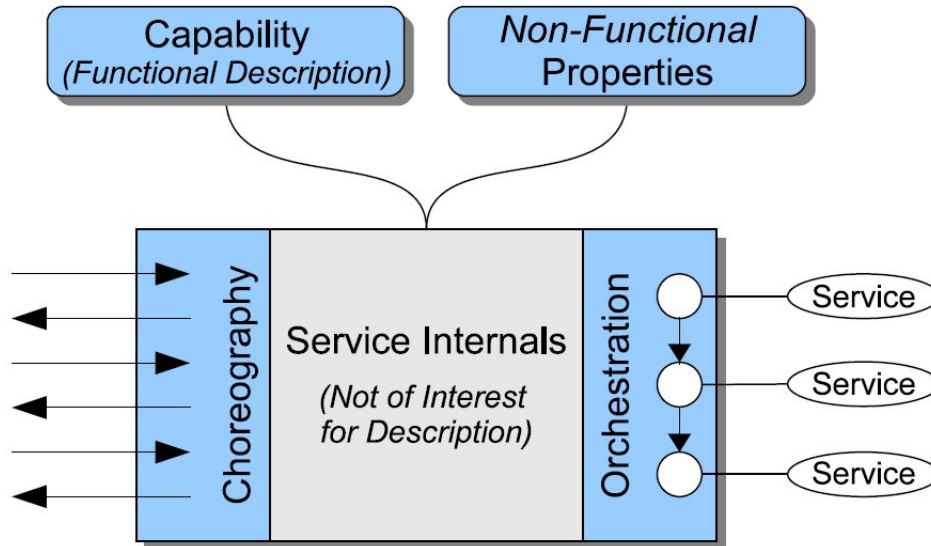 Capability
(Functional Description)
Non-Functional
Properties
Choreography
Service Internals
(Not of Interest
for Description)
Orchestration
Service
Service
Service